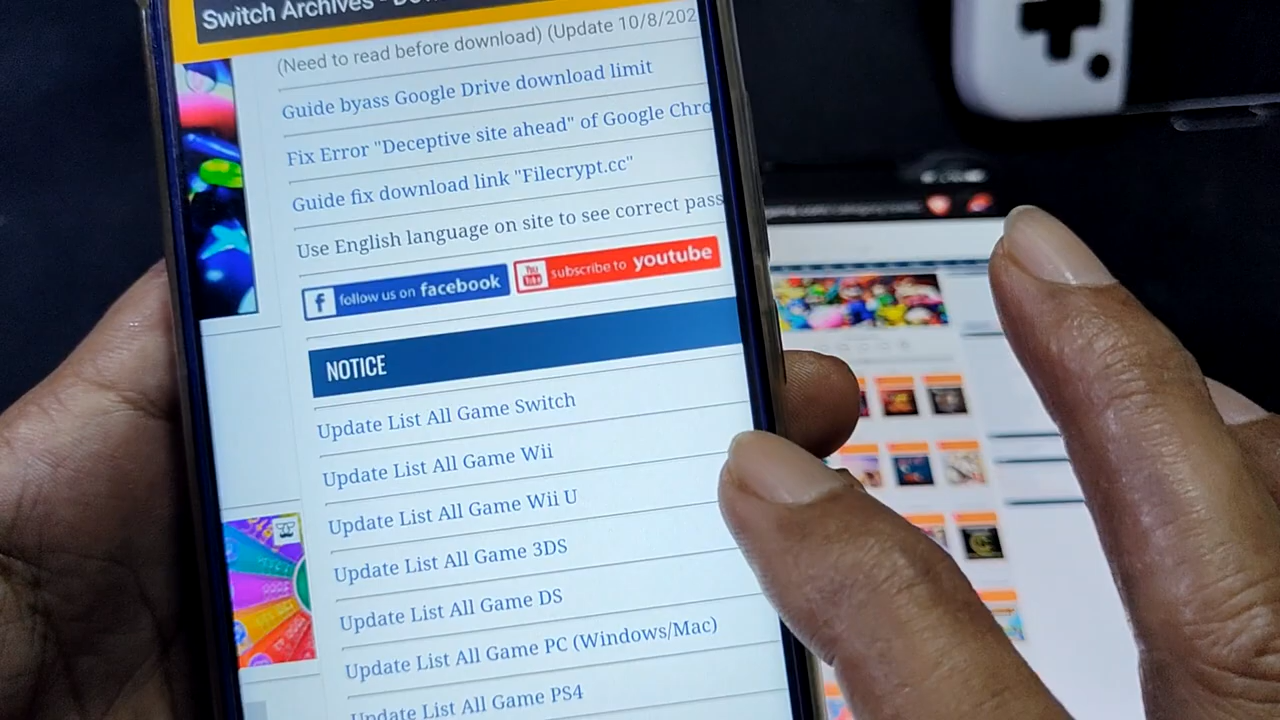 Switch Archives -
(Need to read before download) (Update 10/8/202
Guide byass Google Drive download limit
Fix Error "Deceptive site ahead" of Google Chro
Guide fix download link "Filecrypt.cc"
Use English language on site to see correct pass
f follow us on facebook
You Tube subscribe to youtube
NOTICE
Update List All Game Switch
Update List All Game Wii
Update List All Game Wii U
Update List All Game 3DS
Update List All Game DS
Update List All Game PC (Windows/Mac)
Update List All Game PS4